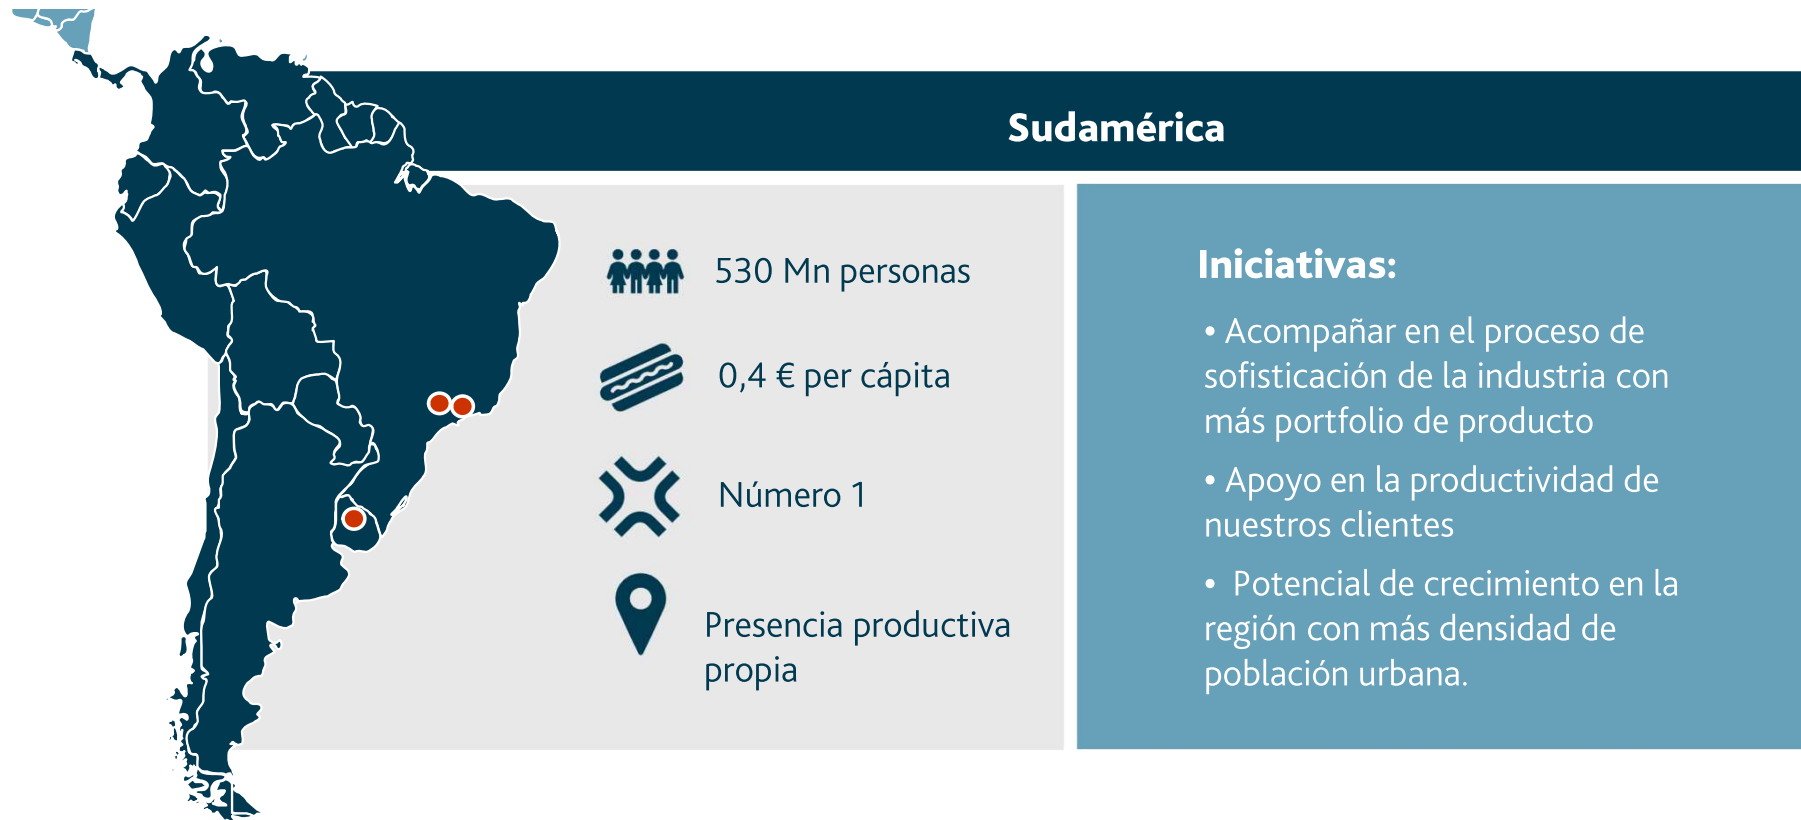 Sudamérica
530 Mn personas
0,4 € per cápita
Número 1
Presencia productiva
propia
Iniciativas:
• Acompañar en el proceso de
sofisticación de la industria con
más portfolio de producto
• Apoyo en la productividad de
nuestros clientes
• Potencial de crecimiento en la
región con más densidad de
población urbana.